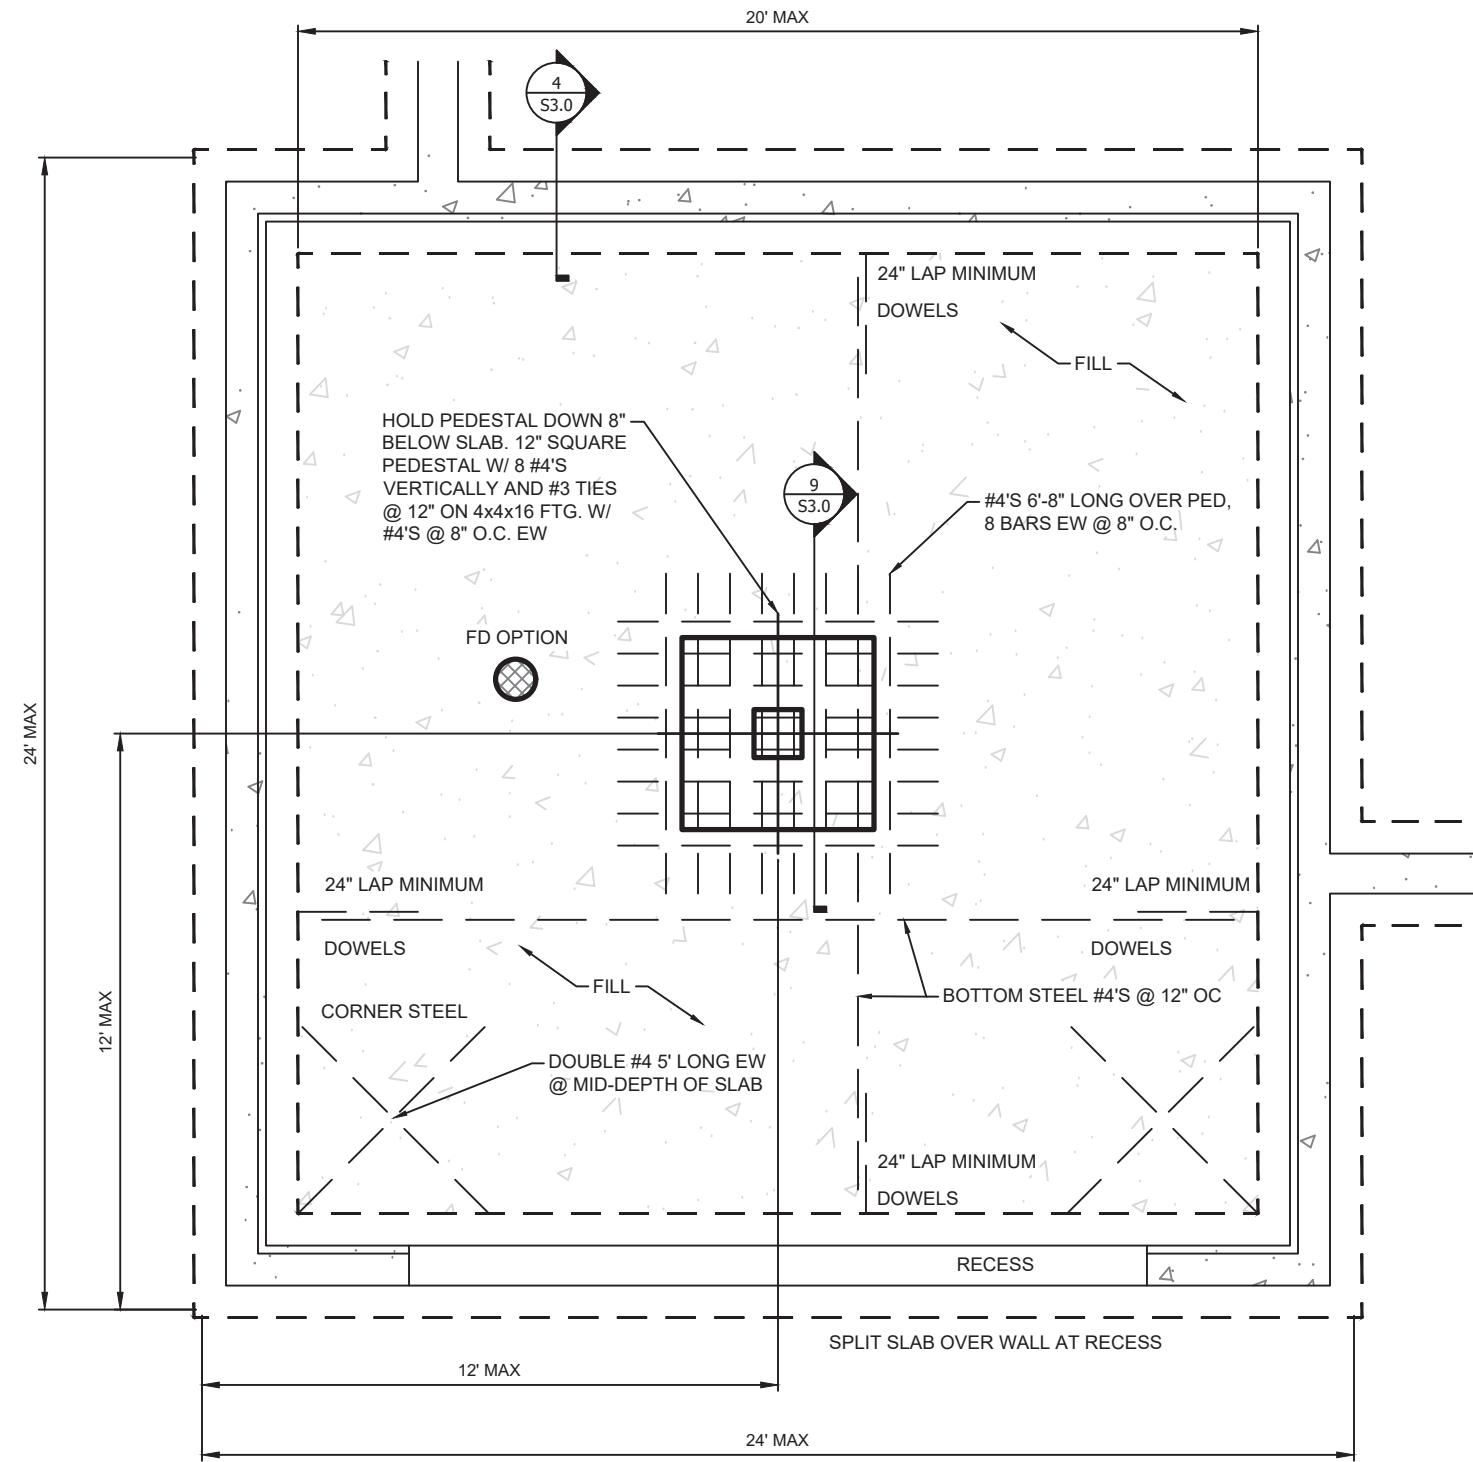 20' MAX
4
S3.0
24" LAP MINIMUM
DOWELS
FILL
HOLD PEDESTAL DOWN 8"
BELOW SLAB. 12" SQUARE
PEDESTAL W/ 8 #4'S
VERTICALLY AND #3 TIES
@ 12" ON 4x4x16 FTG. W/
#4'S @ 8" O.C. EW
9
S3.0
#4'S 6'-8" LONG OVER PED,
8 BARS EW @ 8" O.C.
FD OPTION
24' MAX
24" LAP MINIMUM
24" LAP MINIMUM
DOWELS
DOWELS
FILL
BOTTOM STEEL #4'S @ 12" OC
CORNER STEEL
12' MAX
DOUBLE #4 5' LONG EW
@ MID-DEPTH OF SLAB
24" LAP MINIMUM
DOWELS
RECESS
SPLIT SLAB OVER WALL AT RECESS
12' MAX
24' MAX